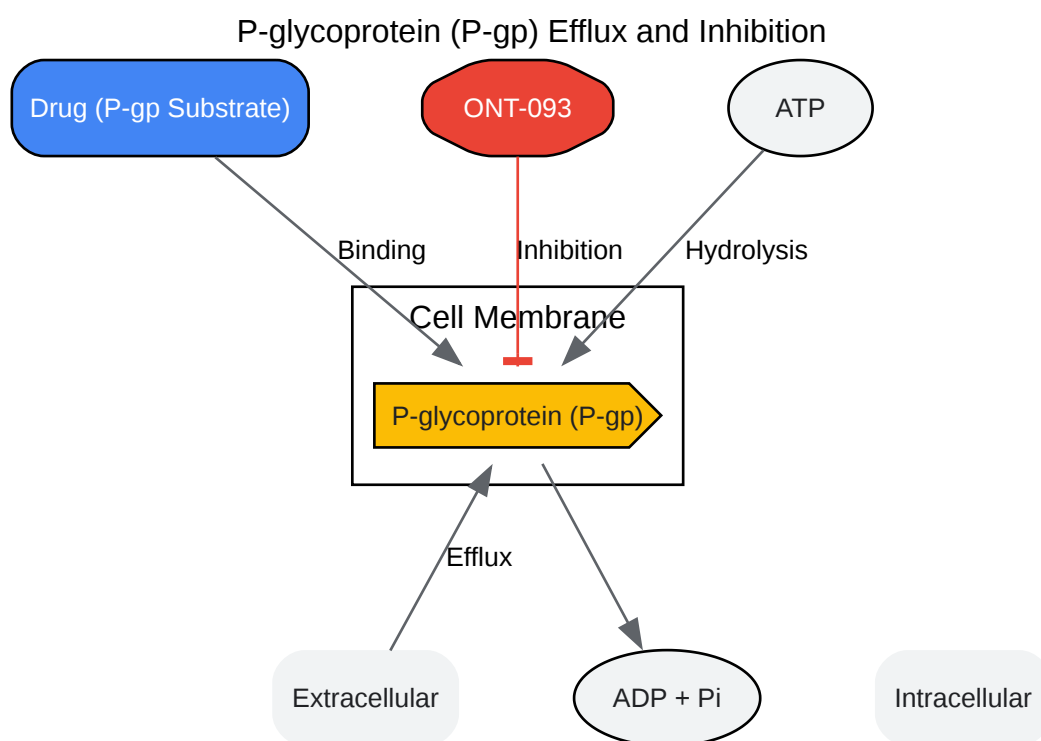 P-glycoprotein (P-gp) Efflux and Inhibition
Drug (P-gp Substrate)
ONT-093
ATP
Binding
Inhibition
Hydrolysis
Cell Membrane
P-glycoprotein (P-gp)
Efflux
Extracellular
ADP + Pi
Intracellular